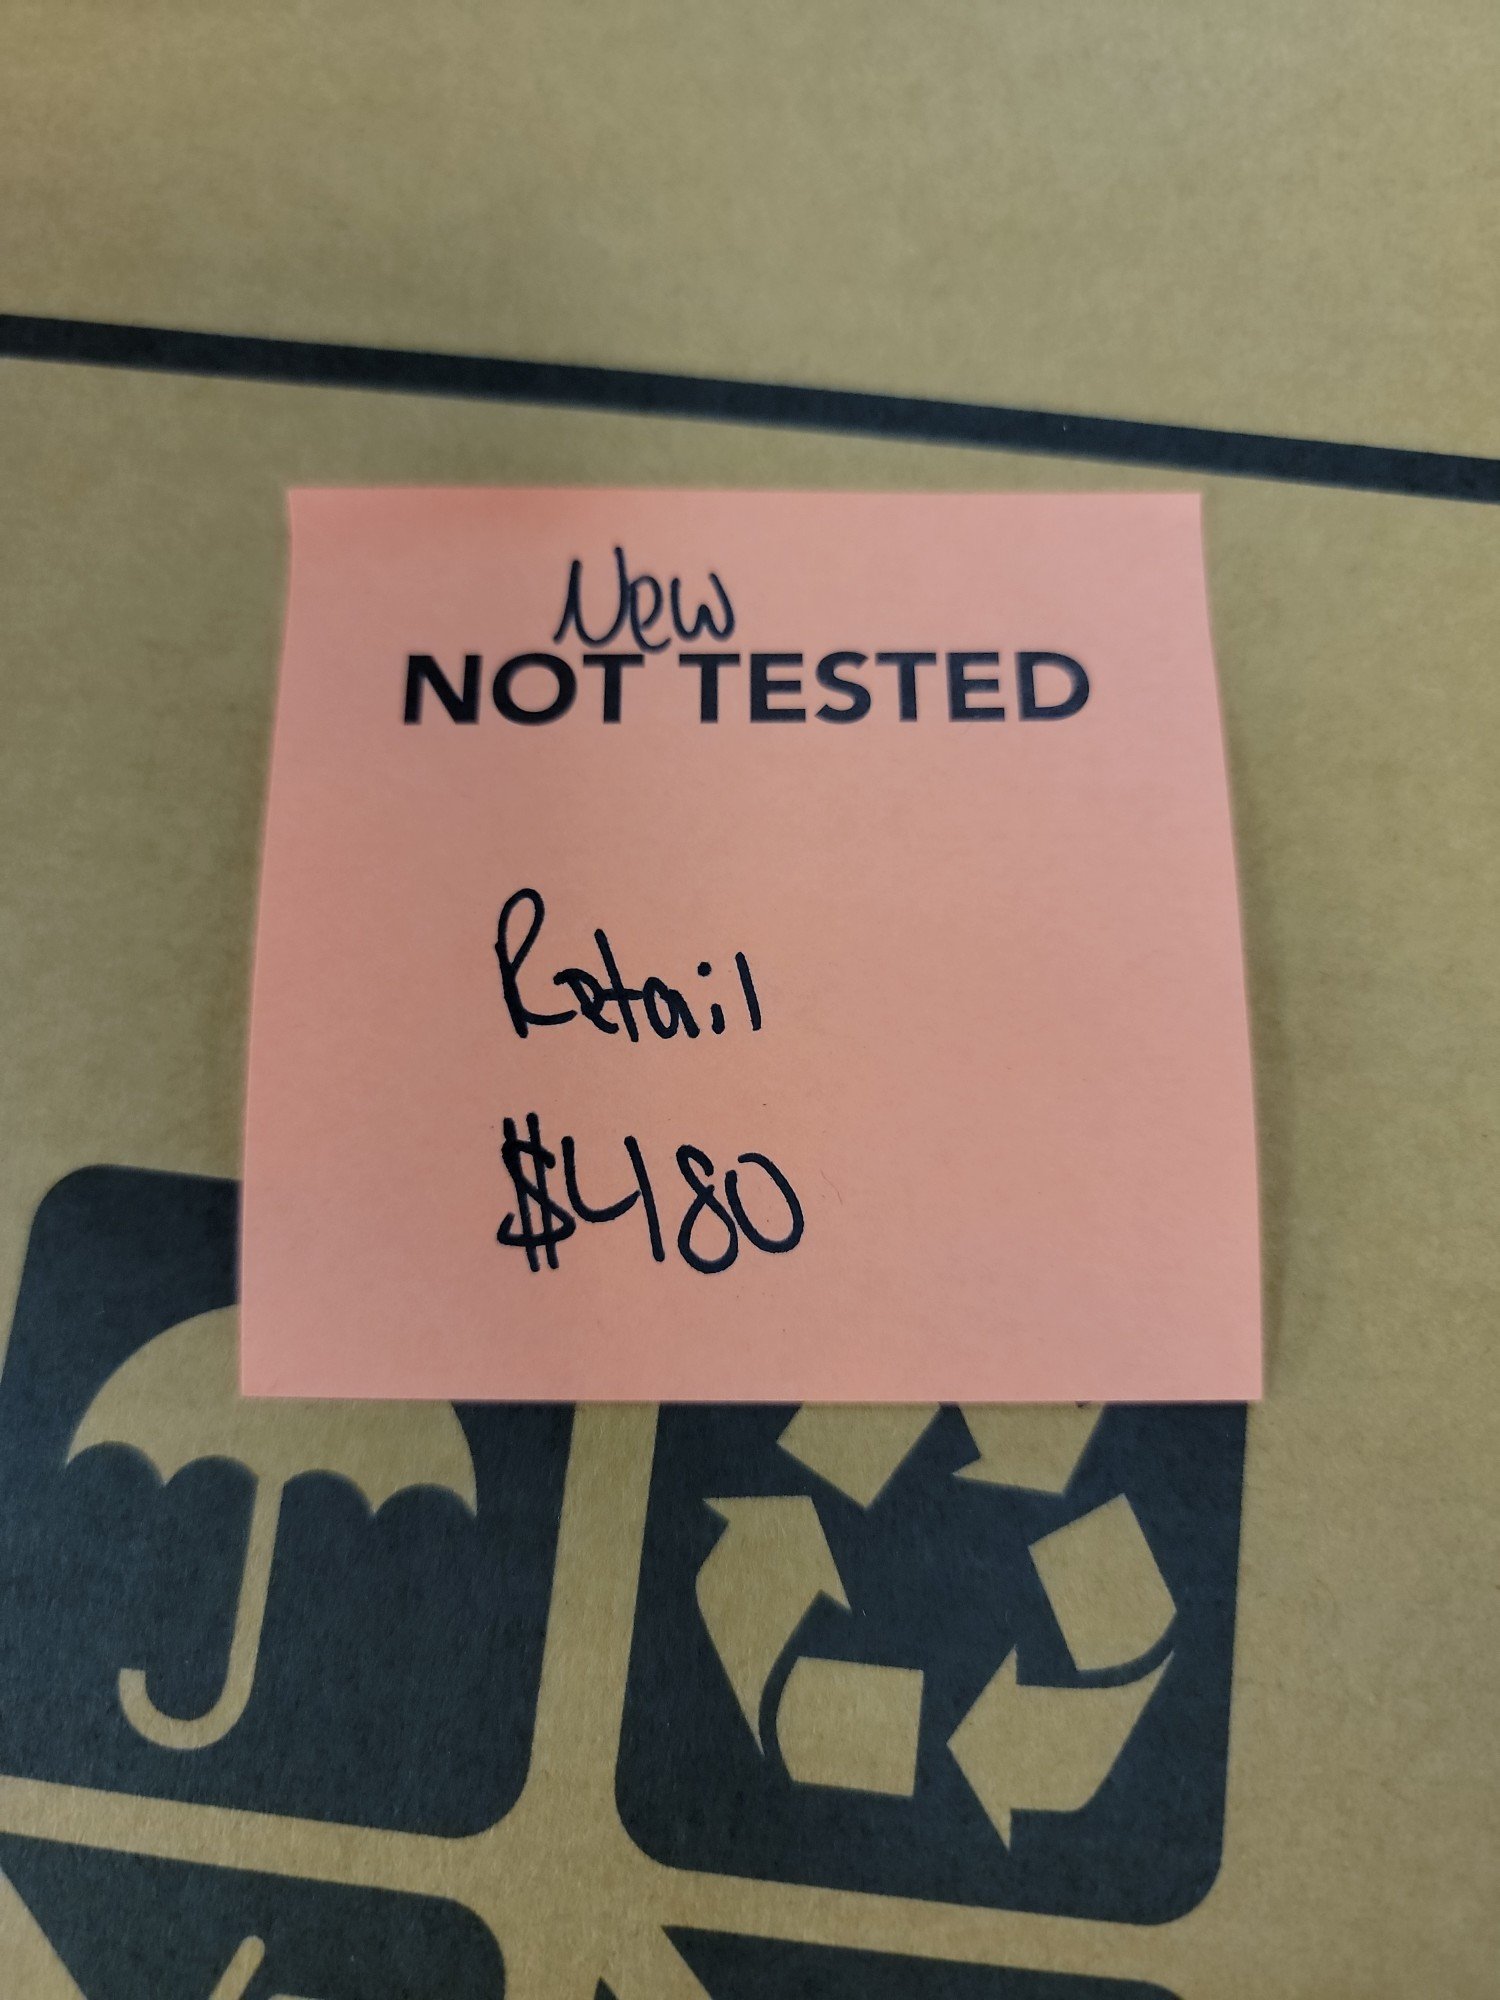 New
NOT TESTED
Retail
$480